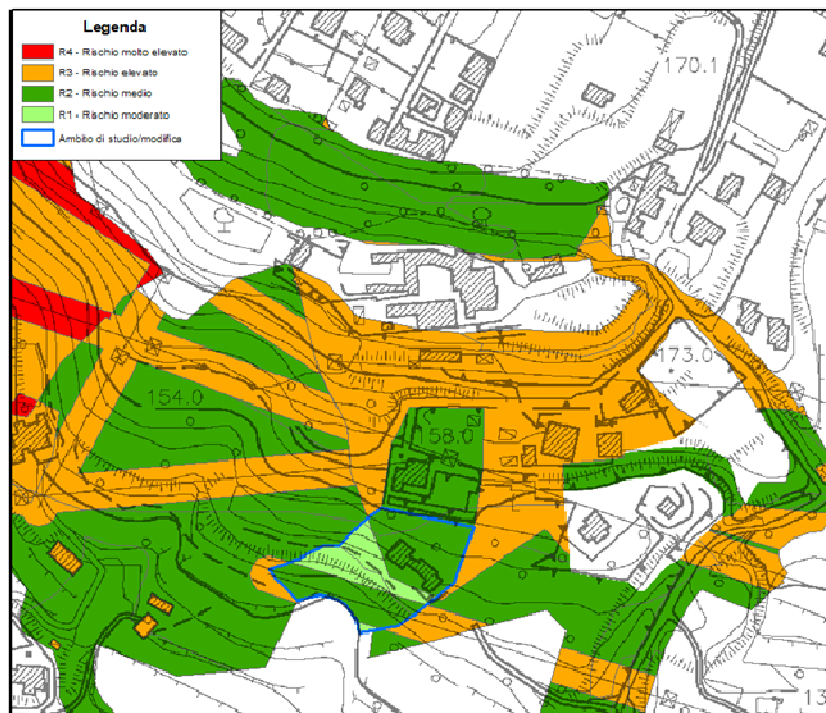 Legenda
R4 - Rischio molto elevato
R3 - Rischio elevato
R2 - Rischio medio
R1 - Rischio moderato
Ambito di studio/modifica
170.1
173.0
154.0
158.0
13